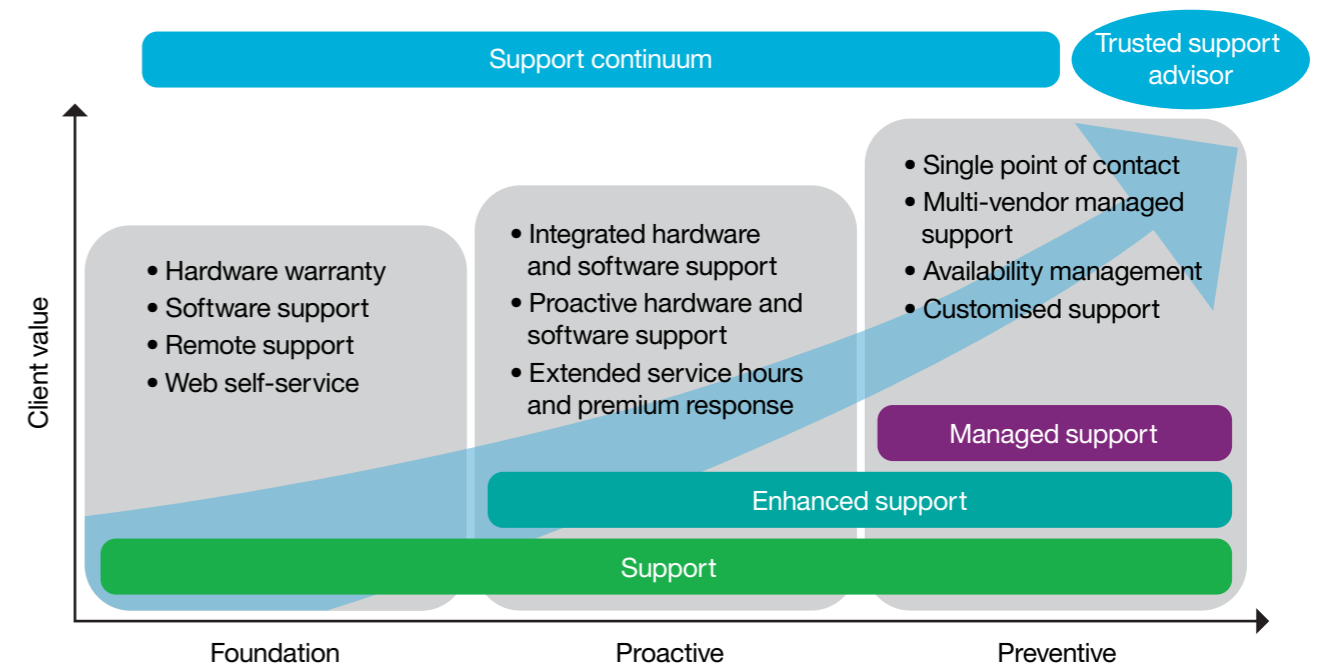 Support continuum
Trusted support
advisor
Client value
• Hardware warranty
• Software support
• Remote support
• Web self-service
• Integrated hardware
and software support
• Proactive hardware and
software support
• Extended service hours
and premium response
• Single point of contact
• Multi-vendor managed
support
• Availability management
• Customised support
Managed support
Enhanced support
Support
Foundation
Proactive
Preventive